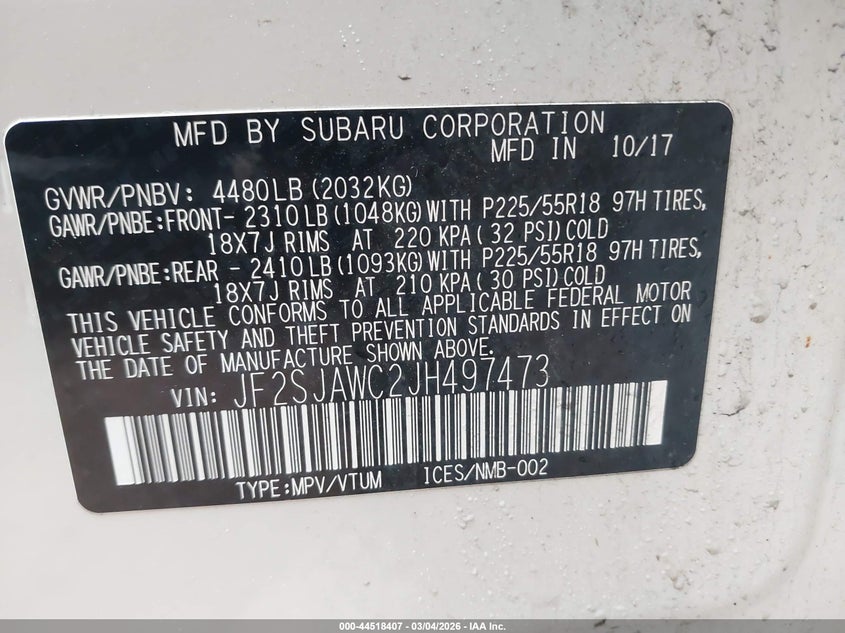 MFD BY SUBARU CORPORATION
MFD IN 10/17
GVWR/PNBV: 4480LB(2032KG)
GAWR/PNBE:FRONT- 2310LB(1048KG)WITH P225/55R18 97H TIRES,
18X7J RIMS AT 220 KPA( 32 PSI)COLD
GAWR/PNBE:REAR - 2410LB(1093KG)WITH P225/55R18 97H TIRES,
18X7J RIMS AT 210 KPA( 30 PSI)COLD
THIS VEHICLE CONFORMS TO ALL APPLICABLE FEDERAL MOTOR
VEHICLE SAFETY AND THEFT PREVENTION STANDARDS IN EFFECT ON
THE DATE OF MANUFACTURE SHOWN ABOVE.
VIN: JF2SJAWC2JH497473
TYPE:MPV/VTUM ICES/NMB-002
000-44518407 - 03/04/2026 - IAA Inc.